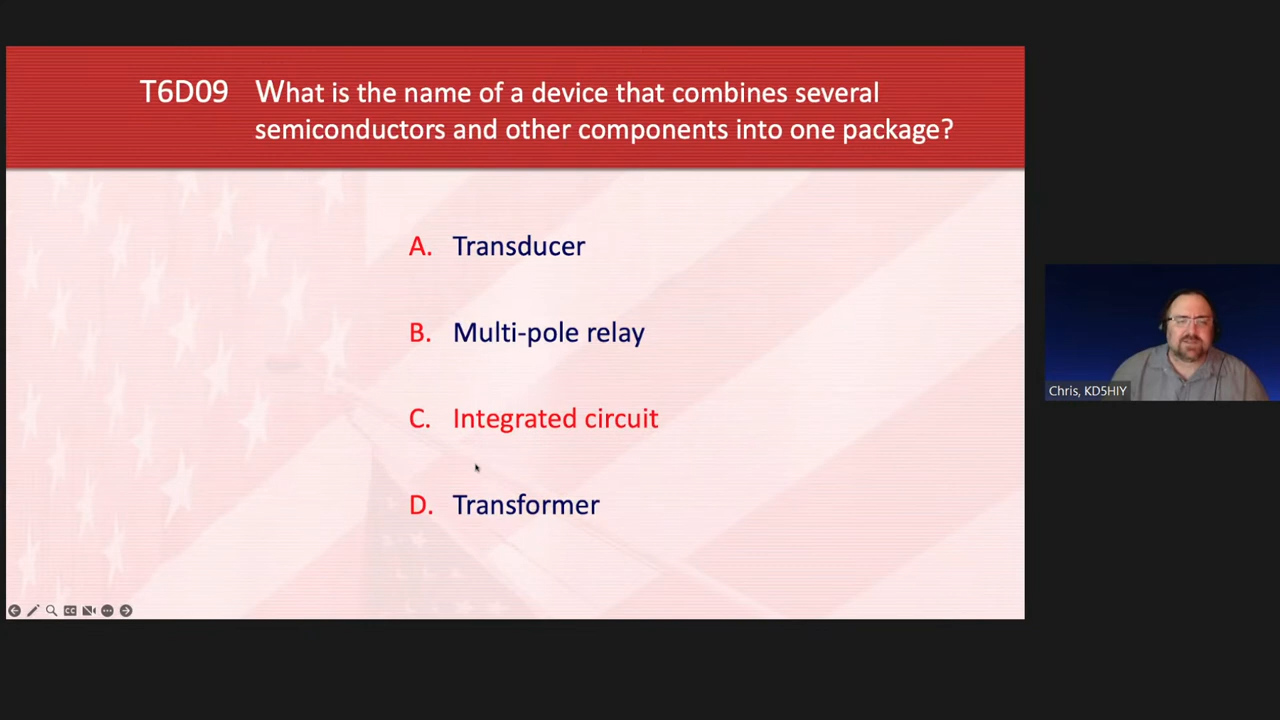 T6D09 What is the name of a device that combines several
semiconductors and other components into one package?
A. Transducer
B. Multi-pole relay
C. Integrated circuit
D. Transformer
Chris, KD5HIY
CC